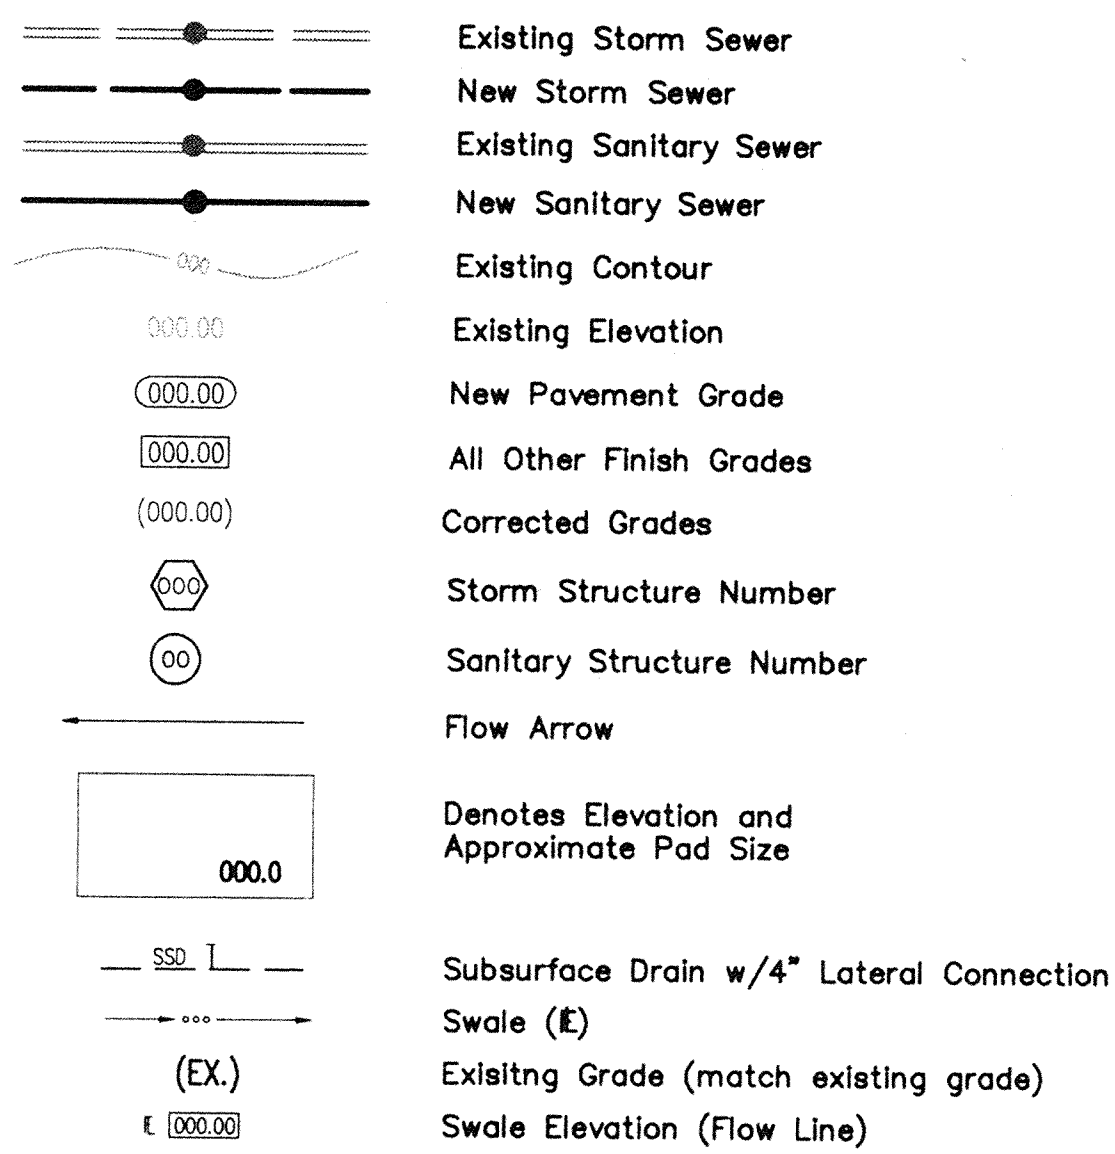 Existing Storm Sewer
New Storm Sewer
Existing Sanitary Sewer
New Sanitary Sewer
000 Existing Contour
000.00 Existing Elevation
000.00 New Pavement Grade
000.00 All Other Finish Grades
(000.00) Corrected Grades
000 Storm Structure Number
00 Sanitary Structure Number
Flow Arrow
Denotes Elevation and
Approximate Pad Size
000.0
SSD Subsurface Drain w/4" Lateral Connection
Swale (FL)
(EX.) Exisitng Grade (match existing grade)
FL 000.00 Swale Elevation (Flow Line)